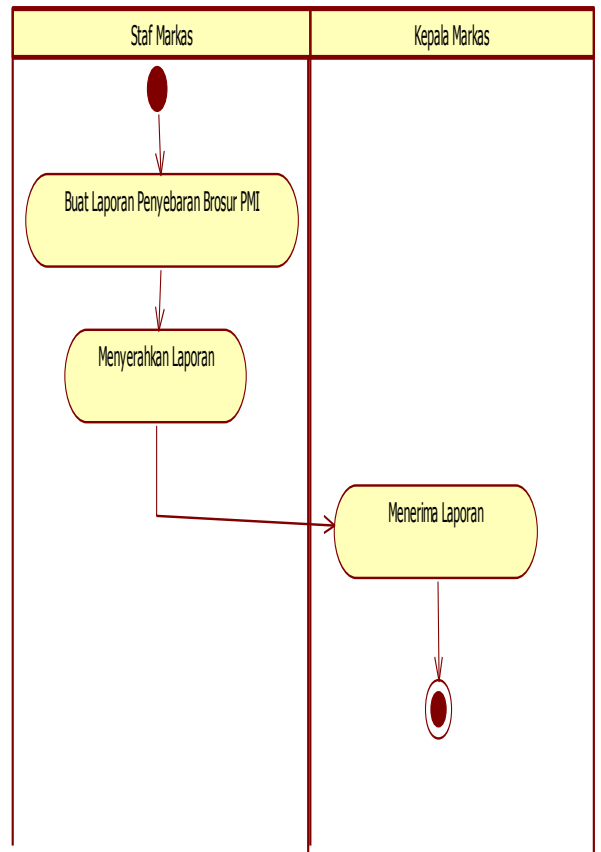 Staf Markas
Kepala Markas
Buat Laporan Penyebaran Brosur PMI
Menyerahkan Laporan
Menerima Laporan